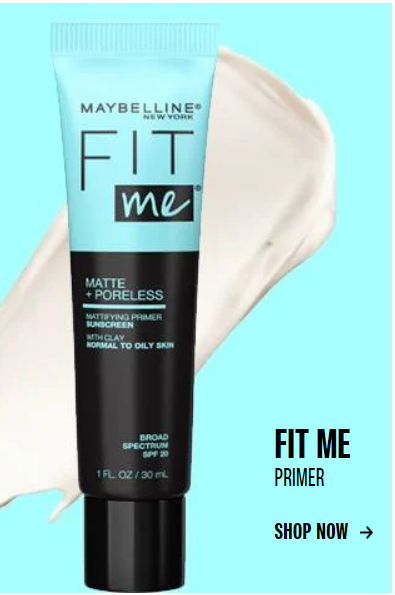 MAYBELLINE®
NEW YORK
FIT
me®
MATTE
+ PORELESS
MATTIFYING PRIMER
SUNSCREEN
WITH CLAY
NORMAL TO OILY SKIN
BROAD
SPECTRUM
SPF 20
1 FL. OZ / 30 mL
FIT ME
PRIMER
SHOP NOW →